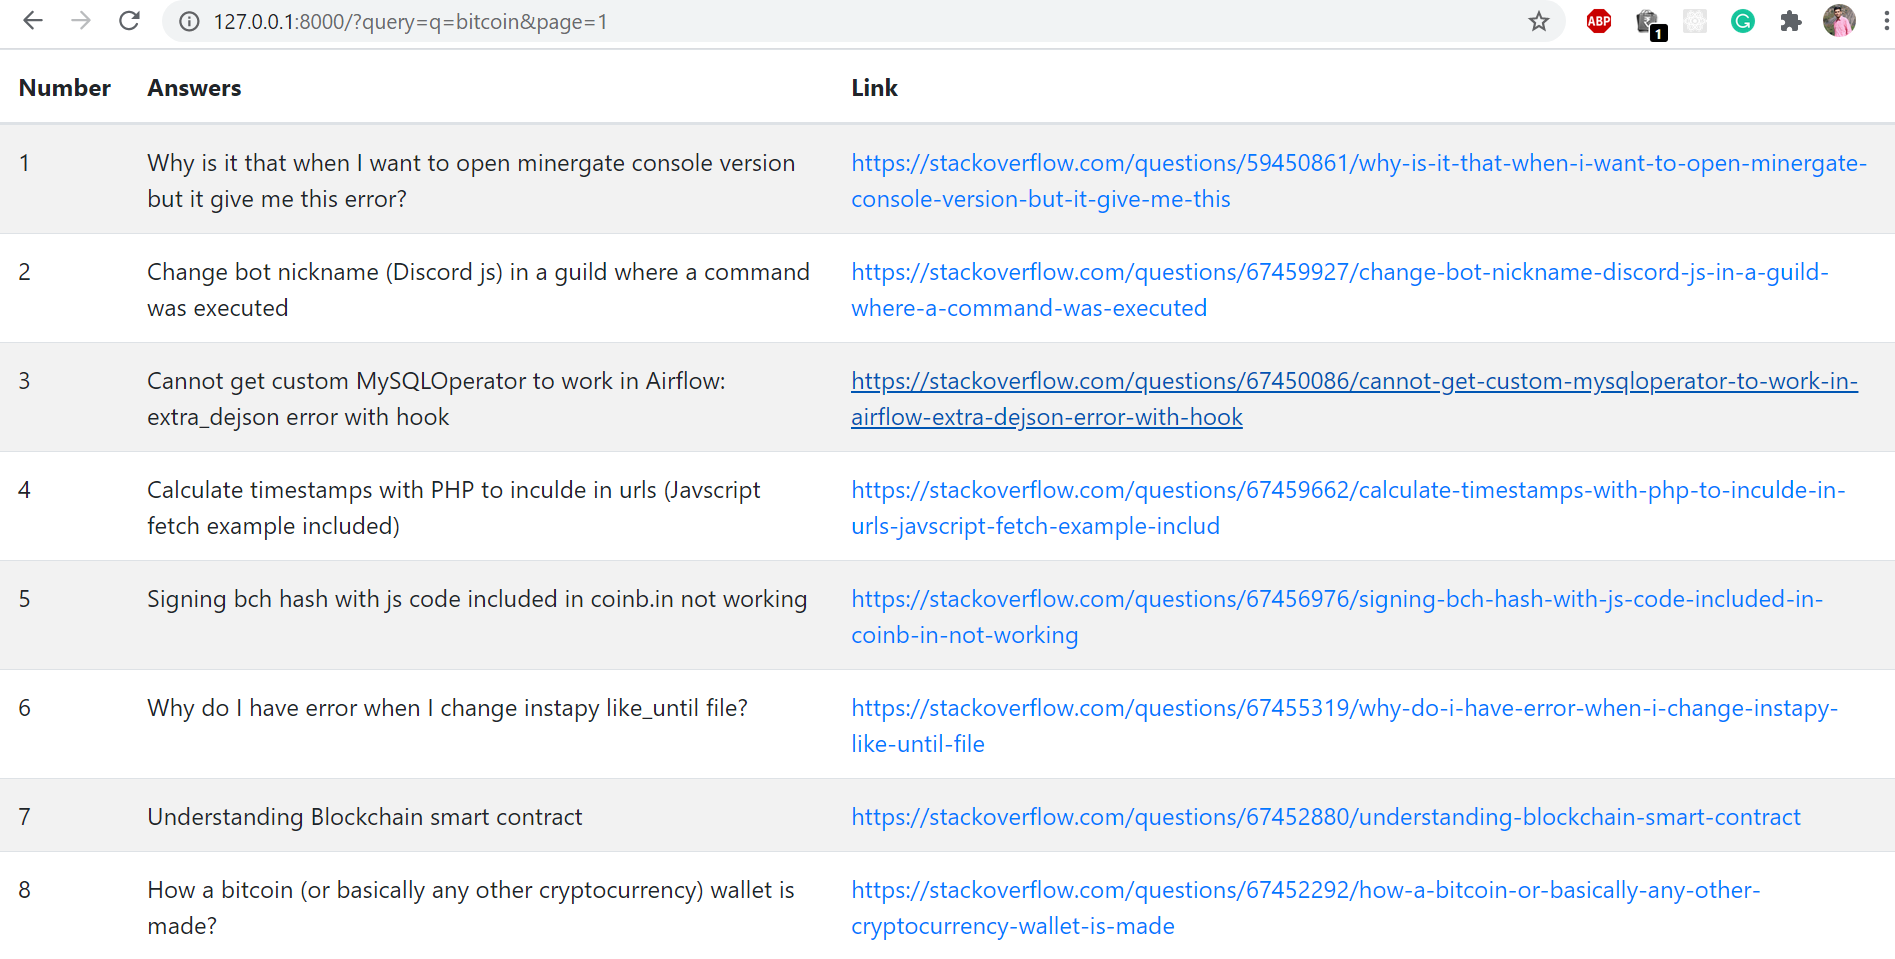 127.0.0.1:8000/?query=q=bitcoin&page=1
ABP
1
Number Answers Link
1 Why is it that when I want to open minergate console version https://stackoverflow.com/questions/59450861/why-is-it-that-when-i-want-to-open-minergate-
but it give me this error? console-version-but-it-give-me-this
2 Change bot nickname (Discord js) in a guild where a command https://stackoverflow.com/questions/67459927/change-bot-nickname-discord-js-in-a-guild-
was executed where-a-command-was-executed
3 Cannot get custom MySQLOperator to work in Airflow: https://stackoverflow.com/questions/67450086/cannot-get-custom-mysqloperator-to-work-in-
extra_dejson error with hook airflow-extra-dejson-error-with-hook
4 Calculate timestamps with PHP to inculde in urls (Javscript https://stackoverflow.com/questions/67459662/calculate-timestamps-with-php-to-inculde-in-
fetch example included) urls-javscript-fetch-example-includ
5 Signing bch hash with js code included in coinb.in not working https://stackoverflow.com/questions/67456976/signing-bch-hash-with-js-code-included-in-
coinb-in-not-working
6 Why do I have error when I change instapy like_until file? https://stackoverflow.com/questions/67455319/why-do-i-have-error-when-i-change-instapy-
like-until-file
7 Understanding Blockchain smart contract https://stackoverflow.com/questions/67452880/understanding-blockchain-smart-contract
8 How a bitcoin (or basically any other cryptocurrency) wallet is https://stackoverflow.com/questions/67452292/how-a-bitcoin-or-basically-any-other-
made? cryptocurrency-wallet-is-made